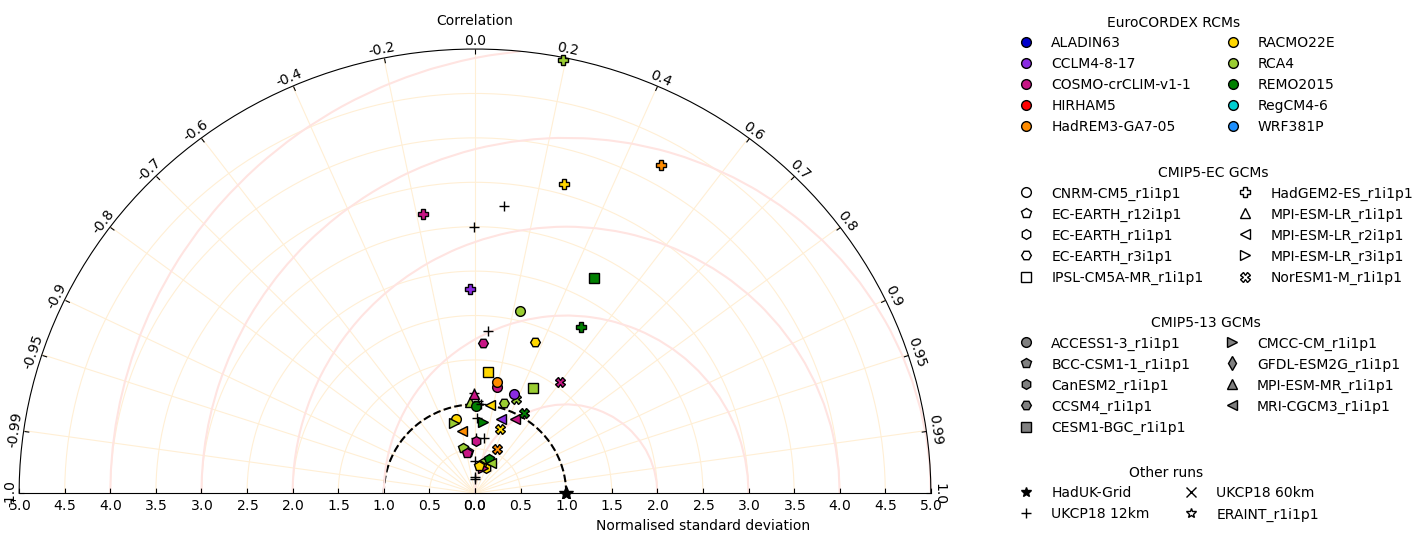 Correlation
0.0
-0.2
0.2
-0.4
0.4
-0.6
0.6
-0.7
0.7
-0.8
0.8
-0.9
0.9
-0.95
0.95
-0.99
0.99
-1.0
1.0
5.0 4.5 4.0 3.5 3.0 2.5 2.0 1.5 1.0 0.5 0.0 0.5 1.0 1.5 2.0 2.5 3.0 3.5 4.0 4.5 5.0
Normalised standard deviation
EuroCORDEX RCMs
ALADIN63
CCLM4-8-17
COSMO-crCLIM-v1-1
HIRHAM5
HadREM3-GA7-05
RACMO22E
RCA4
REMO2015
RegCM4-6
WRF381P
CMIP5-EC GCMs
CNRM-CM5_r1i1p1
EC-EARTH_r12i1p1
EC-EARTH_r1i1p1
EC-EARTH_r3i1p1
IPSL-CM5A-MR_r1i1p1
HadGEM2-ES_r1i1p1
MPI-ESM-LR_r1i1p1
MPI-ESM-LR_r2i1p1
MPI-ESM-LR_r3i1p1
NorESM1-M_r1i1p1
CMIP5-13 GCMs
ACCESS1-3_r1i1p1
BCC-CSM1-1_r1i1p1
CanESM2_r1i1p1
CCSM4_r1i1p1
CESM1-BGC_r1i1p1
CMCC-CM_r1i1p1
GFDL-ESM2G_r1i1p1
MPI-ESM-MR_r1i1p1
MRI-CGCM3_r1i1p1
Other runs
HadUK-Grid
UKCP18 12km
UKCP18 60km
ERAINT_r1i1p1